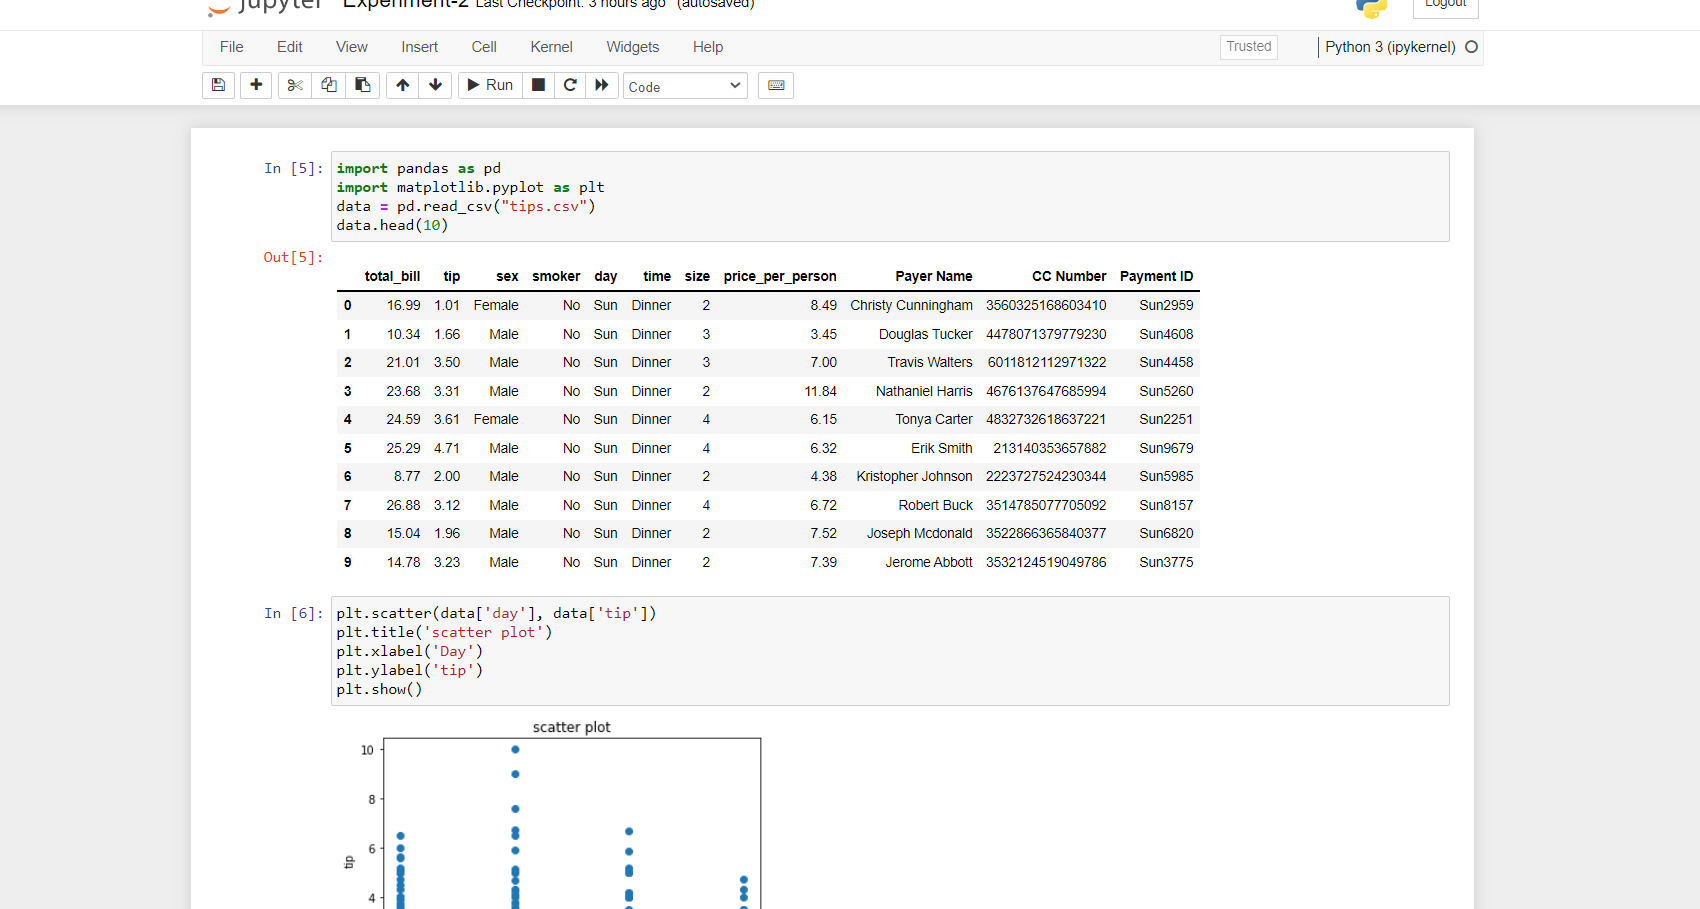 jupyter Experiment-2 Last Checkpoint: 3 hours ago (autosaved) Logout
File Edit View Insert Cell Kernel Widgets Help Trusted Python 3 (ipykernel)
Run Code
In [5]: import pandas as pd
import matplotlib.pyplot as plt
data = pd.read_csv("tips.csv")
data.head(10)
Out[5]:
total_bill tip sex smoker day time size price_per_person Payer Name CC Number Payment ID
0 16.99 1.01 Female No Sun Dinner 2 8.49 Christy Cunningham 3560325168603410 Sun2959
1 10.34 1.66 Male No Sun Dinner 3 3.45 Douglas Tucker 4478071379779230 Sun4608
2 21.01 3.50 Male No Sun Dinner 3 7.00 Travis Walters 6011812112971322 Sun4458
3 23.68 3.31 Male No Sun Dinner 2 11.84 Nathaniel Harris 4676137647685994 Sun5260
4 24.59 3.61 Female No Sun Dinner 4 6.15 Tonya Carter 4832732618637221 Sun2251
5 25.29 4.71 Male No Sun Dinner 4 6.32 Erik Smith 213140353657882 Sun9679
6 8.77 2.00 Male No Sun Dinner 2 4.38 Kristopher Johnson 2223727524230344 Sun5985
7 26.88 3.12 Male No Sun Dinner 4 6.72 Robert Buck 3514785077705092 Sun8157
8 15.04 1.96 Male No Sun Dinner 2 7.52 Joseph Mcdonald 3522866365840377 Sun6820
9 14.78 3.23 Male No Sun Dinner 2 7.39 Jerome Abbott 3532124519049786 Sun3775
In [6]: plt.scatter(data['day'], data['tip'])
plt.title('scatter plot')
plt.xlabel('Day')
plt.ylabel('tip')
plt.show()
scatter plot
10
8
6
tip
4